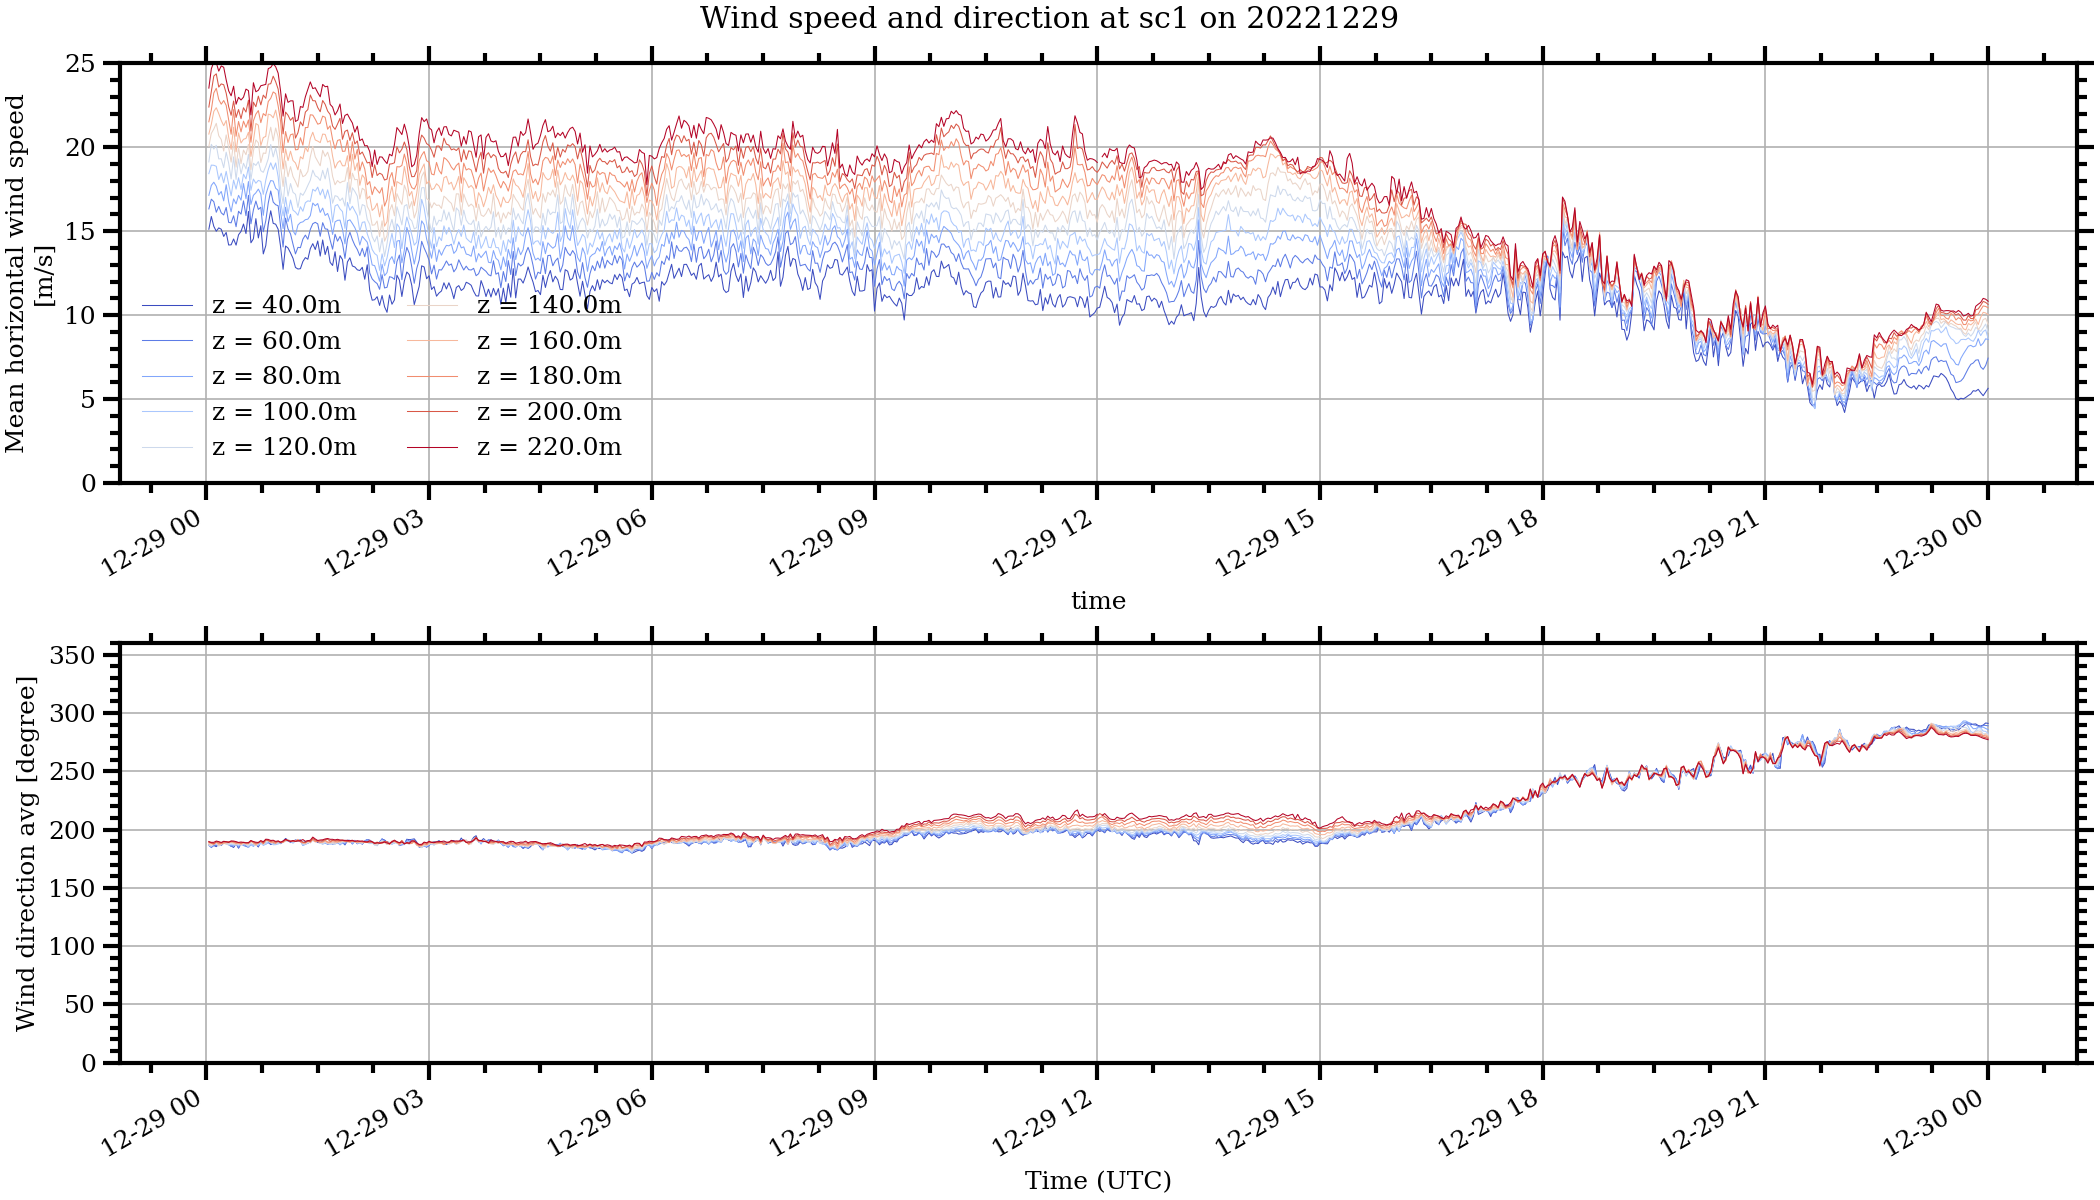 Wind speed and direction at sc1 on 20221229
Mean horizontal wind speed
[m/s]
25
20
15
10
5
0
z = 40.0m
z = 60.0m
z = 80.0m
z = 100.0m
z = 120.0m
z = 140.0m
z = 160.0m
z = 180.0m
z = 200.0m
z = 220.0m
12-29 00
12-29 03
12-29 06
12-29 09
12-29 12
12-29 15
12-29 18
12-29 21
12-30 00
time
Wind direction avg [degree]
350
300
250
200
150
100
50
0
12-29 00
12-29 03
12-29 06
12-29 09
12-29 12
12-29 15
12-29 18
12-29 21
12-30 00
Time (UTC)